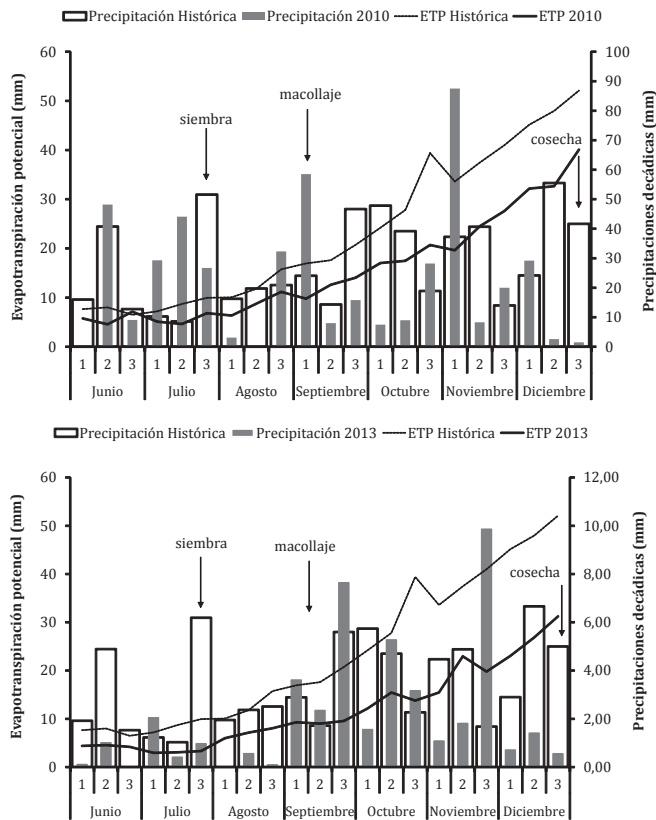 Precipitación Histórica Precipitación 2010 ETP Histórica ETP 2010
Evapotranspiración potencial (mm)
60
50
40
30
20
10
0
siembra
macollaje
cosecha
100
90
80
70
60
50
40
30
20
10
0
Precipitaciones decádicas (mm)
1 2 3 1 2 3 1 2 3 1 2 3 1 2 3 1 2 3 1 2 3
Junio Julio Agosto Septiembre Octubre Noviembre Diciembre
Precipitación Histórica Precipitación 2013 ETP Histórica ETP 2013
Evapotranspiración potencial (mm)
60
50
40
30
20
10
0
siembra
macollaje
cosecha
12,00
10,00
8,00
6,00
4,00
2,00
0,00
Precipitaciones decádicas (mm)
1 2 3 1 2 3 1 2 3 1 2 3 1 2 3 1 2 3 1 2 3
Junio Julio Agosto Septiembre Octubre Noviembre Diciembre